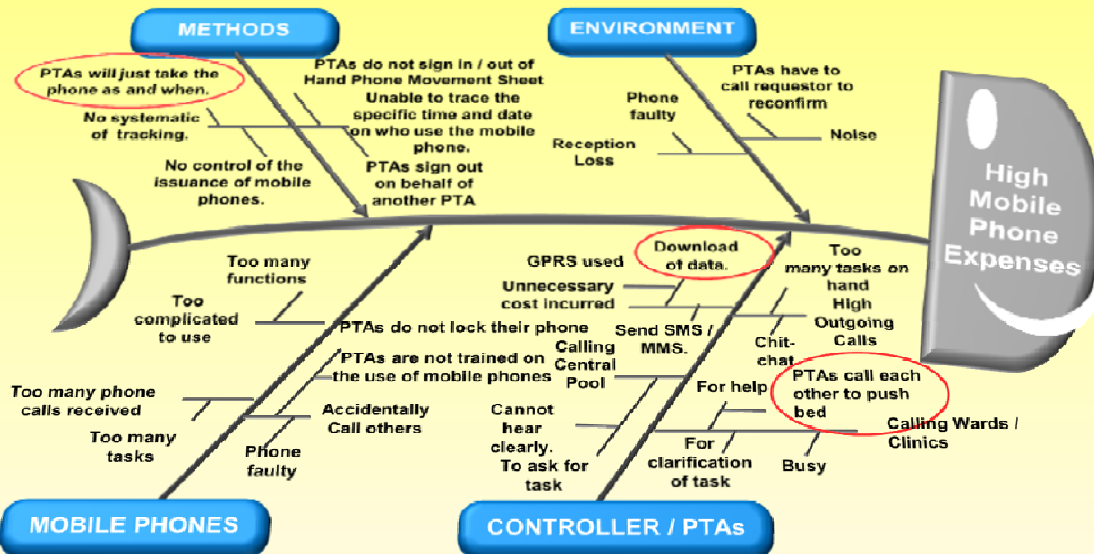 METHODS
ENVIRONMENT
PTAs will just take the
phone as and when.
No systematic
of tracking.
No control of the
issuance of mobile
phones.
PTAs do not sign in / out of
Hand Phone Movement Sheet
Unable to trace the
specific time and date
on who use the mobile
phone.
PTAs sign out
on behalf of
another PTA
Phone
faulty
Reception
Loss
PTAs have to
call requestor to
reconfirm
Noise
High
Mobile
Phone
Expenses
Too many
functions
Too
complicated
to use
PTAs do not lock their phone
PTAs are not trained on
the use of mobile phones
Too many phone
calls received
Too many
tasks
Accidentally
Call others
Phone
faulty
GPRS used
Download
of data.
Unnecessary
cost incurred
Send SMS /
MMS.
Too
many tasks on
hand
High
Outgoing
Calls
Chit-
chat
Calling
Central
Pool
Cannot
hear
clearly.
To ask for
task
For help
PTAs call each
other to push
bed
Calling Wards /
Clinics
For
clarification
of task
Busy
MOBILE PHONES
CONTROLLER / PTAs